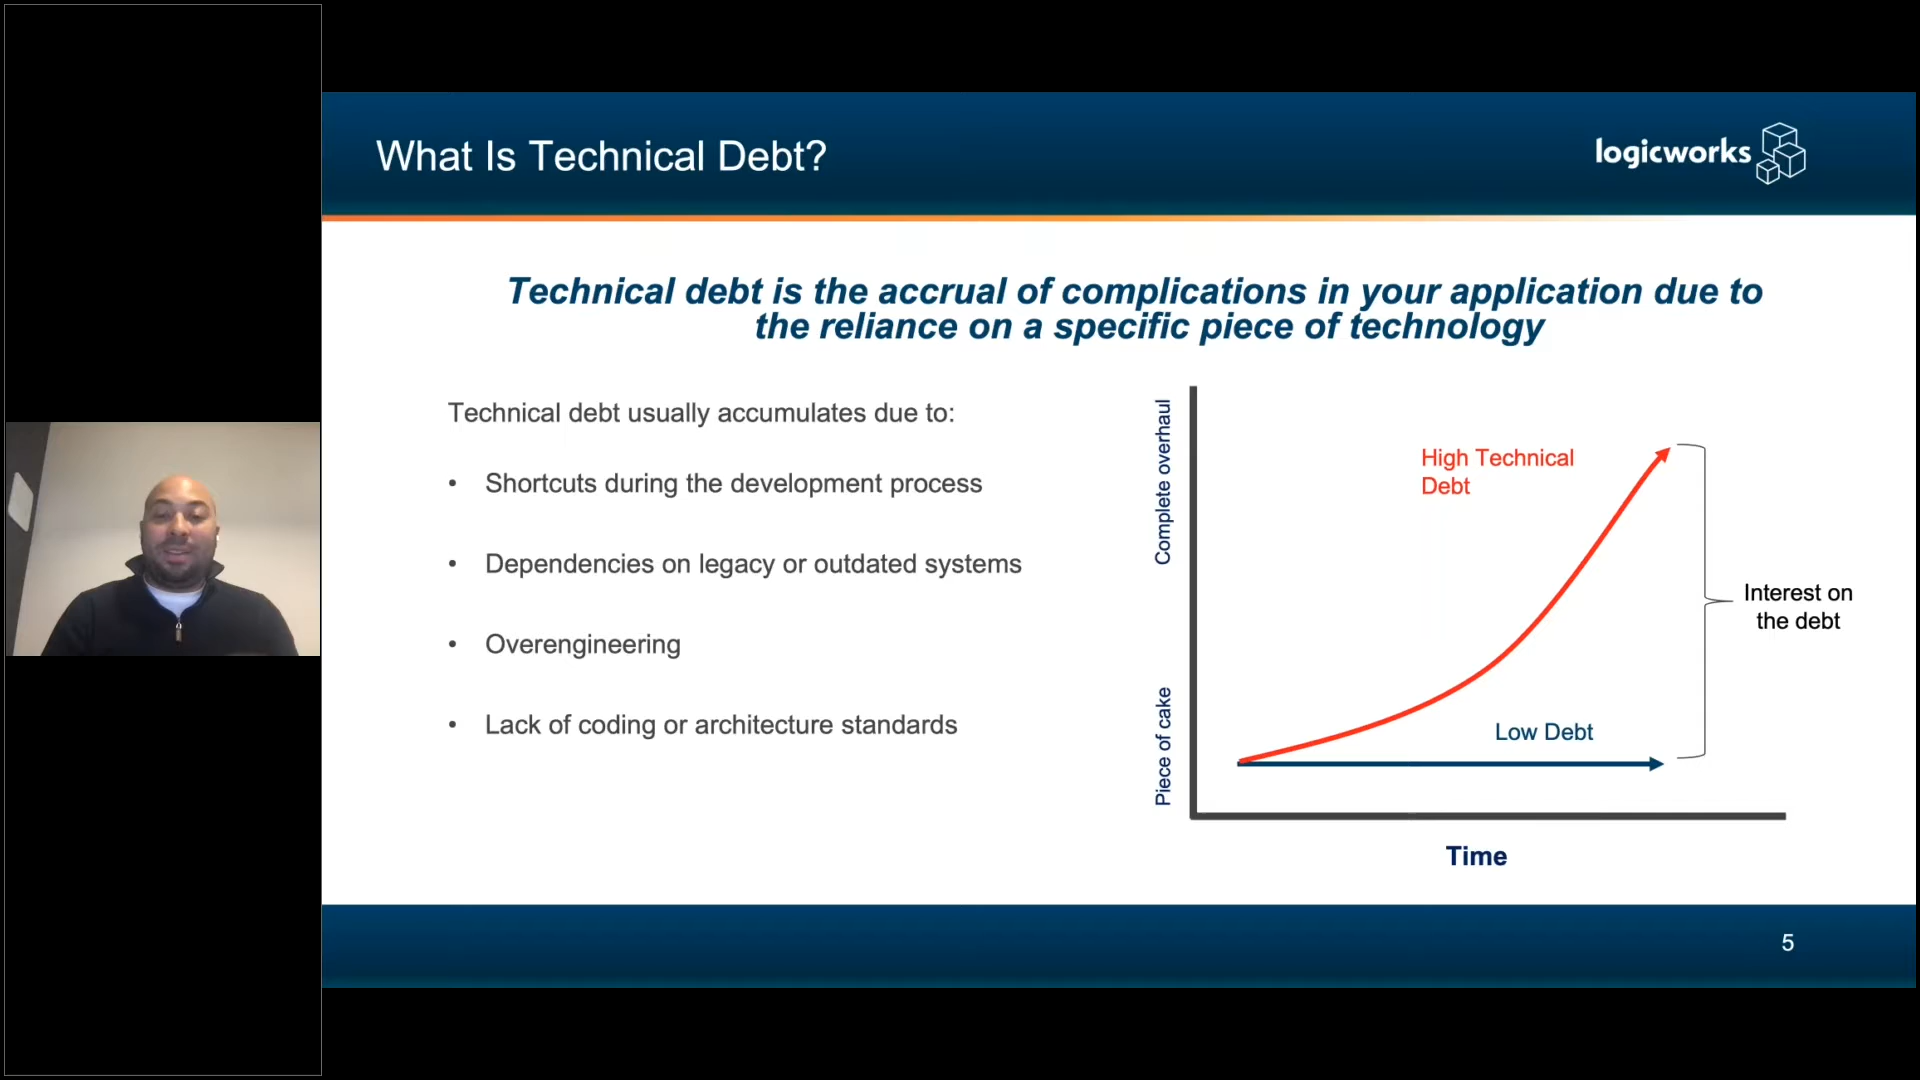 What Is Technical Debt?
logicworks
Technical debt is the accrual of complications in your application due to
the reliance on a specific piece of technology
Technical debt usually accumulates due to:
• Shortcuts during the development process
• Dependencies on legacy or outdated systems
• Overengineering
• Lack of coding or architecture standards
Complete overhaul
Piece of cake
High Technical
Debt
Low Debt
Interest on
the debt
Time
5